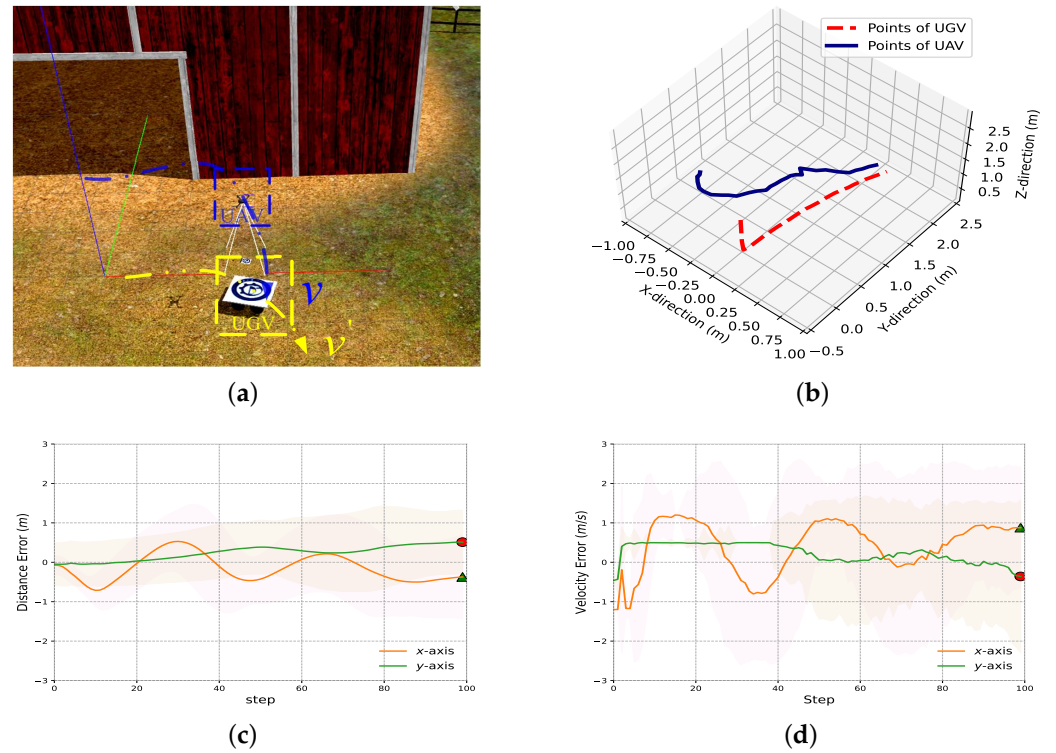 UAV
UGV
ν
ν'
Points of UGV
Points of UAV
2.5
2.0
1.5
1.0
0.5
Z-direction (m)
−1.00
−0.75
−0.50
−0.25
0.00
0.25
0.50
0.75
1.00
X-direction (m)
−0.5
0.0
0.5
1.0
1.5
2.0
2.5
Y-direction (m)
(a)
(b)
3
2
1
0
−1
−2
−3
Distance Error (m)
0 20 40 60 80 100
step
x-axis
y-axis
3
2
1
0
−1
−2
−3
Velocity Error (m/s)
0 20 40 60 80 100
Step
x-axis
y-axis
(c)
(d)